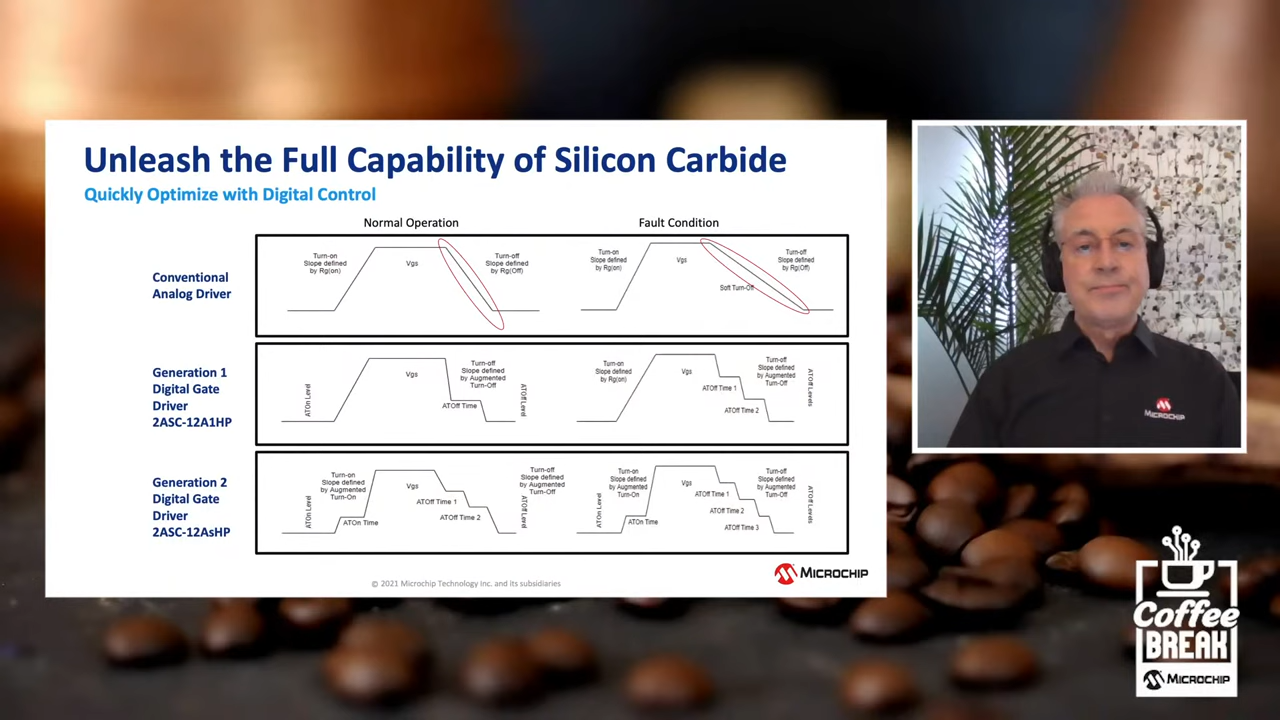 Unleash the Full Capability of Silicon Carbide
Quickly Optimize with Digital Control
Normal Operation
Fault Condition
Conventional
Analog Driver
Turn-on
Slope defined
by Rg(on)
Vgs
Turn-off
Slope defined
by Rg(Off)
Turn-on
Slope defined
by Rg(on)
Vgs
Soft Turn-Off
Turn-off
Slope defined
by Rg(Off)
Generation 1
Digital Gate
Driver
2ASC-12A1HP
ATOn Level
Vgs
Turn-off
Slope defined
by Augmented
Turn-Off
ATOff Time
ATOff Level
Turn-on
Slope defined
by Rg(on)
Vgs
ATOff Time 1
ATOff Time 2
Turn-off
Slope defined
by Augmented
Turn-Off
ATOff Levels
Generation 2
Digital Gate
Driver
2ASC-12AsHP
ATOn Level
Turn-on
Slope defined
by Augmented
Turn-On
ATOn Time
Vgs
ATOff Time 1
ATOff Time 2
Turn-off
Slope defined
by Augmented
Turn-Off
ATOff Level
ATOn Level
Turn-on
Slope defined
by Augmented
Turn-On
ATOn Time
Vgs
ATOff Time 1
ATOff Time 2
ATOff Time 3
Turn-off
Slope defined
by Augmented
Turn-Off
ATOff Levels
© 2021 Microchip Technology Inc. and its subsidiaries
MICROCHIP
MICROCHIP
Coffee
BREAK
MICROCHIP